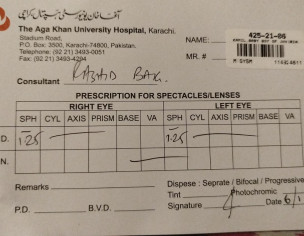 آغا خان یونیورسٹی ہسپتال، کراچی
The Aga Khan University Hospital, Karachi.
Stadium Road,
P.O. Box, 3500, Karachi-74800, Pakistan.
Telephone: (92 21) 3493-0051
Fax: (92 21) 3493-4294
NAME:
425-21-86
MR. #
Consultant
PRESCRIPTION FOR SPECTACLES/LENSES
RIGHT EYE LEFT EYE
SPH CYL AXIS PRISM BASE VA SPH CYL AXIS PRISM
D. 1.25 1.25
N.
Remarks
Dispese : Seprate / Bifocal / Progressive
Tint Photochromic
P.D. B.V.D. Signature Date 6/1